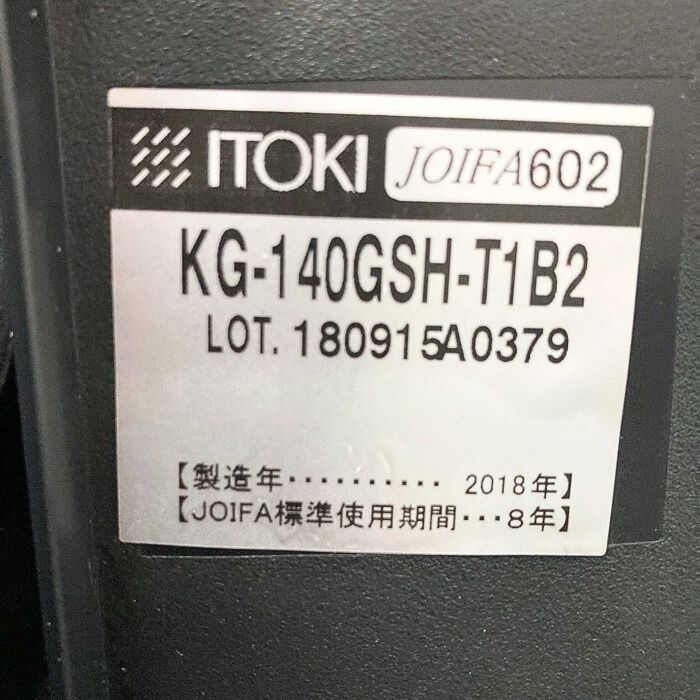 ITOKI JOIFA602
KG-140GSH-T1B2
LOT. 180915A0379
【製造年・・・・・・・・・・ 2018年】
【JOIFA標準使用期間・・・8年】